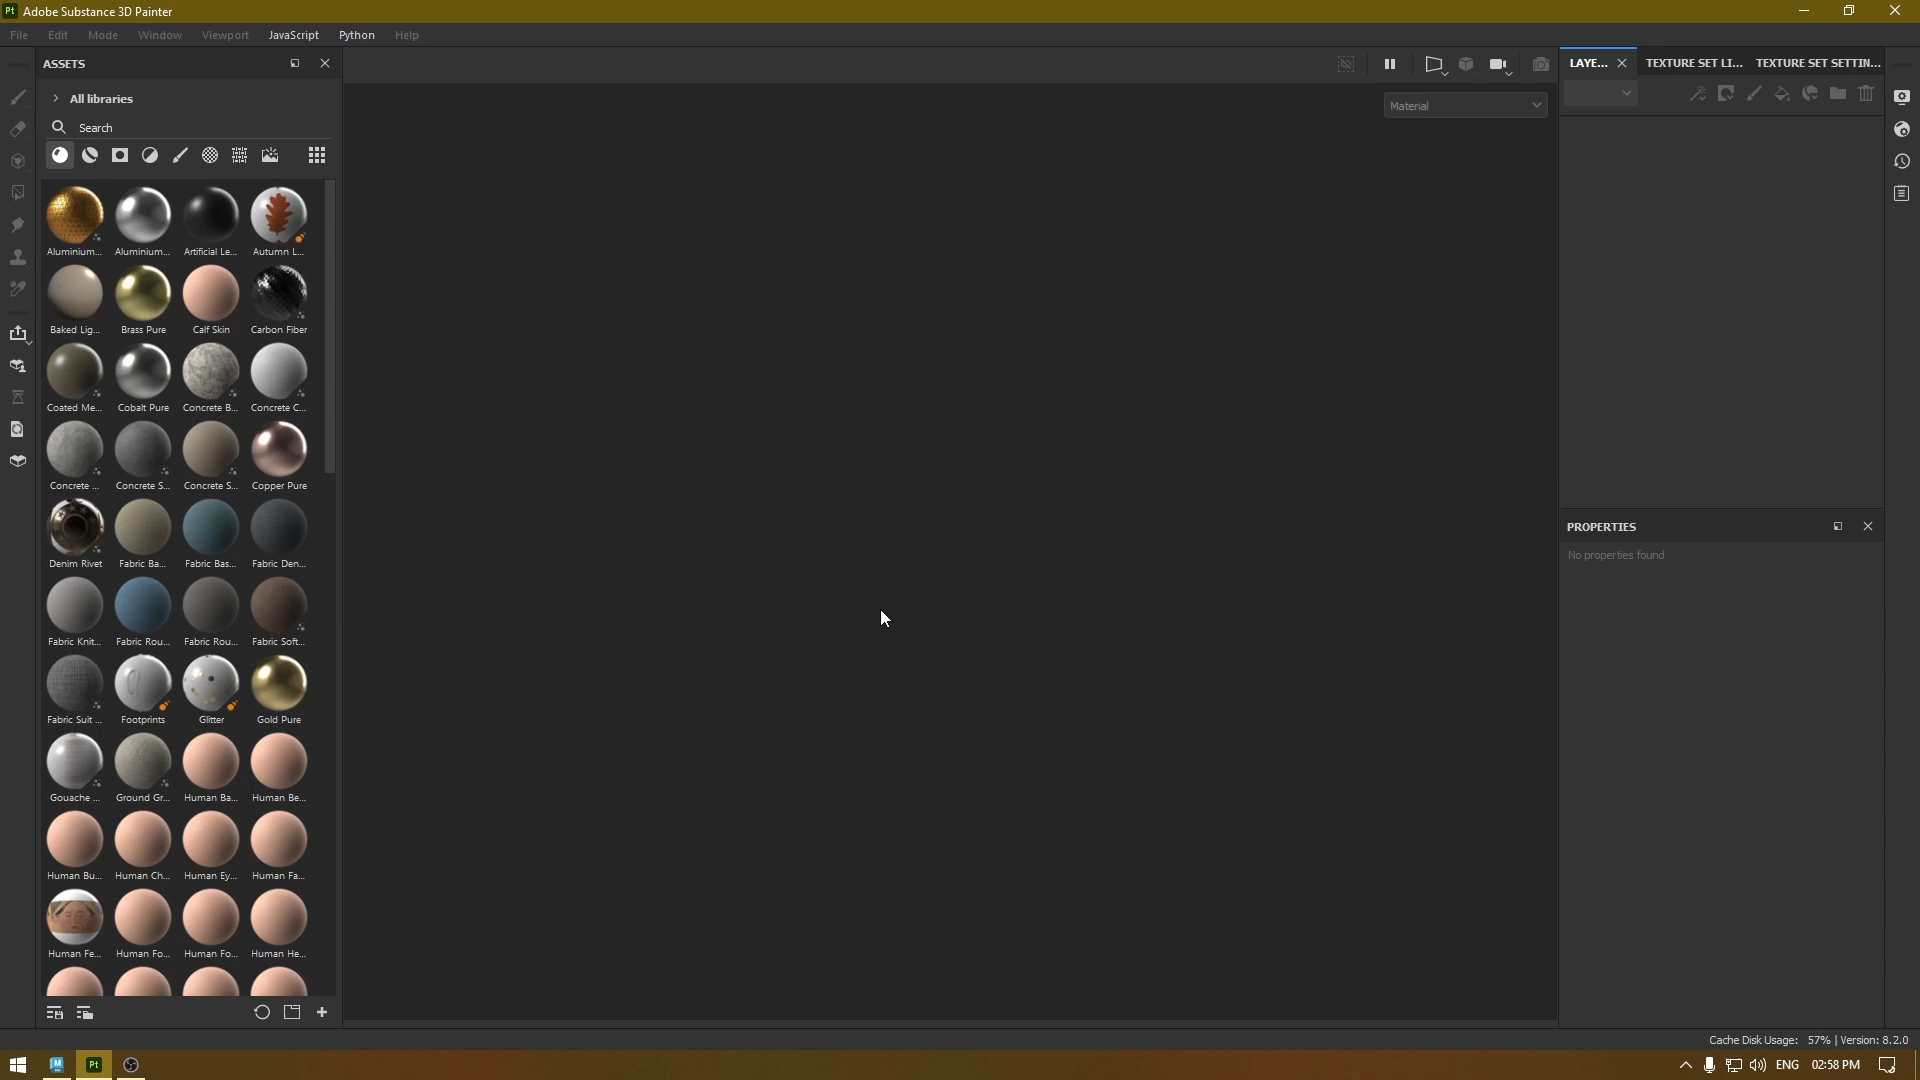 Pt Adobe Substance 3D Painter
File Edit Mode Window Viewport JavaScript Python Help
ASSETS
All libraries
Search
Aluminium... Aluminium... Artificial Le... Autumn L...
Baked Lig... Brass Pure Calf Skin Carbon Fiber
Coated Me... Cobalt Pure Concrete B... Concrete C...
Concrete ... Concrete S... Concrete S... Copper Pure
Denim Rivet Fabric Ba... Fabric Bas... Fabric Den...
Fabric Knit... Fabric Rou... Fabric Rou... Fabric Soft...
Fabric Suit ... Footprints Glitter Gold Pure
Gouache ... Ground Gr... Human Ba... Human Be...
Human Bu... Human Ch... Human Ey... Human Fa...
Human Fe... Human Fo... Human Fo... Human He...
Material
LAYE... TEXTURE SET LI... TEXTURE SET SETTIN...
PROPERTIES
No properties found
Cache Disk Usage: 57% | Version: 8.2.0
M Pt ENG 02:58 PM